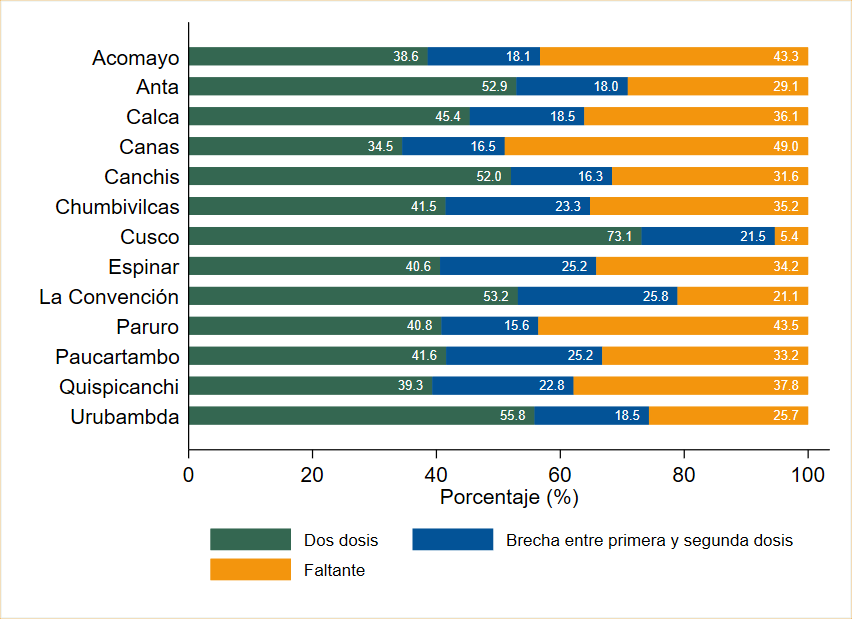 Acomayo 38.6 18.1 43.3
Anta 52.9 18.0 29.1
Calca 45.4 18.5 36.1
Canas 34.5 16.5 49.0
Canchis 52.0 16.3 31.6
Chumbivilcas 41.5 23.3 35.2
Cusco 73.1 21.5 5.4
Espinar 40.6 25.2 34.2
La Convención 53.2 25.8 21.1
Paruro 40.8 15.6 43.5
Paucartambo 41.6 25.2 33.2
Quispicanchi 39.3 22.8 37.8
Urubambda 55.8 18.5 25.7
0 20 40 60 80 100
Porcentaje (%)
Dos dosis Brecha entre primera y segunda dosis
Faltante